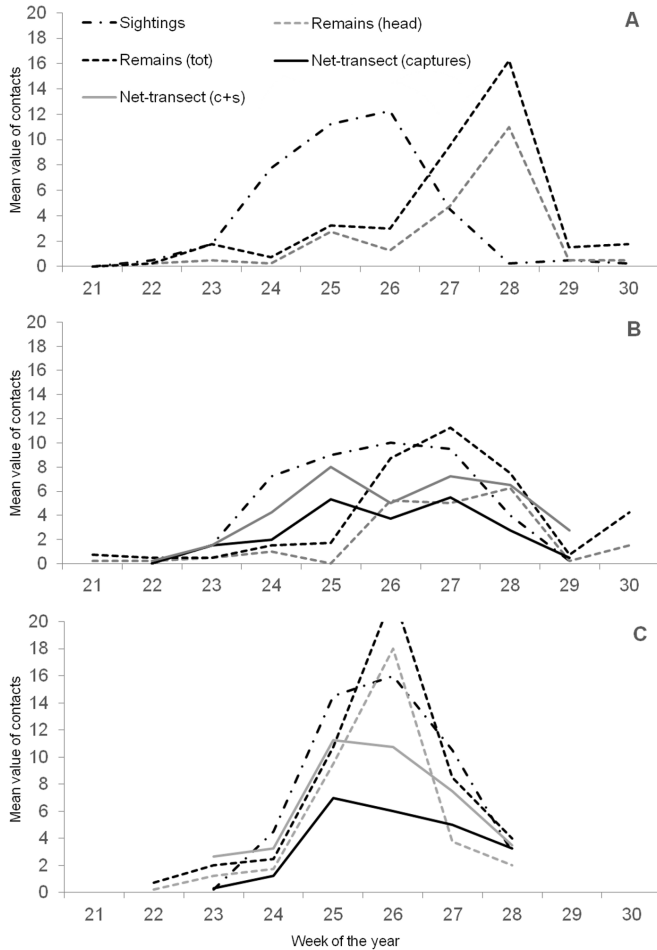 20 18 16 14 12 10 8 6 4 2 0
Mean value of contacts
Sightings Remains (head)
Remains (tot) Net-transect (captures)
Net-transect (c+s)
A
21 22 23 24 25 26 27 28 29 30
20 18 16 14 12 10 8 6 4 2 0
Mean value of contacts
B
21 22 23 24 25 26 27 28 29 30
20 18 16 14 12 10 8 6 4 2 0
Mean value of contacts
C
21 22 23 24 25 26 27 28 29 30
Week of the year